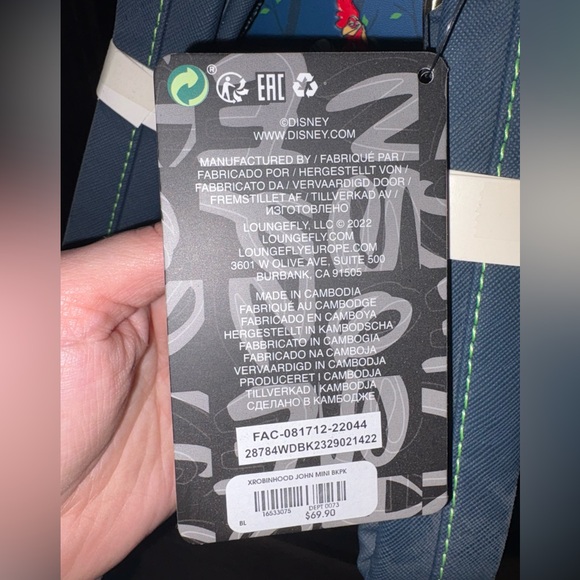 ® EAC
©DISNEY
WWW.DISNEY.COM
MANUFACTURED BY / FABRIQUÉ PAR /
FABRICADO POR / HERGESTELLT VON /
FABBRICATO DA / VERVAARDIGD DOOR /
FREMSTILLET AF / TILLVERKAD AV /
ИЗГОТОВЛЕНО
LOUNGEFLY, LLC © 2022
LOUNGEFLY.COM
LOUNGEFLYEUROPE.COM
3601 W OLIVE AVE, SUITE 500
BURBANK, CA 91505
MADE IN CAMBODIA
FABRIQUÉ AU CAMBODGE
FABRICADO EN CAMBOYA
HERGESTELLT IN KAMBODSCHA
FABBRICATO IN CAMBOGIA
FABRICADO NA CAMBOJA
VERVAARDIGD IN CAMBODJA
PRODUCERET I CAMBODJA
TILLVERKAD I KAMBODJA
СДЕЛАНО В КАМБОДЖЕ
FAC-081712-22044
28784WDBK2329021422
XROBINHOOD JOHN MINI BKPK
16533075 DEPT 0073
BL $69.90